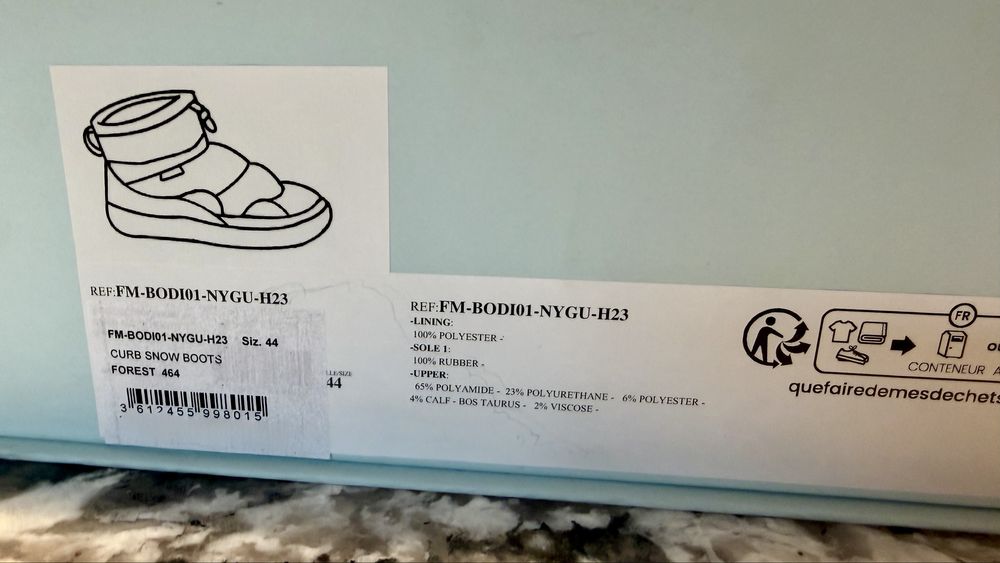 REF:FM-BODI01-NYGU-H23
FM-BODI01-NYGU-H23 Siz. 44
CURB SNOW BOOTS
FOREST 464
3 612455 998015
LLE/SIZE
44
REF:FM-BODI01-NYGU-H23
-LINING:
100% POLYESTER -
-SOLE 1:
100% RUBBER -
-UPPER:
65% POLYAMIDE - 23% POLYURETHANE - 6% POLYESTER -
4% CALF - BOS TAURUS - 2% VISCOSE -
FR
CONTENEUR
quefairedemesdechets